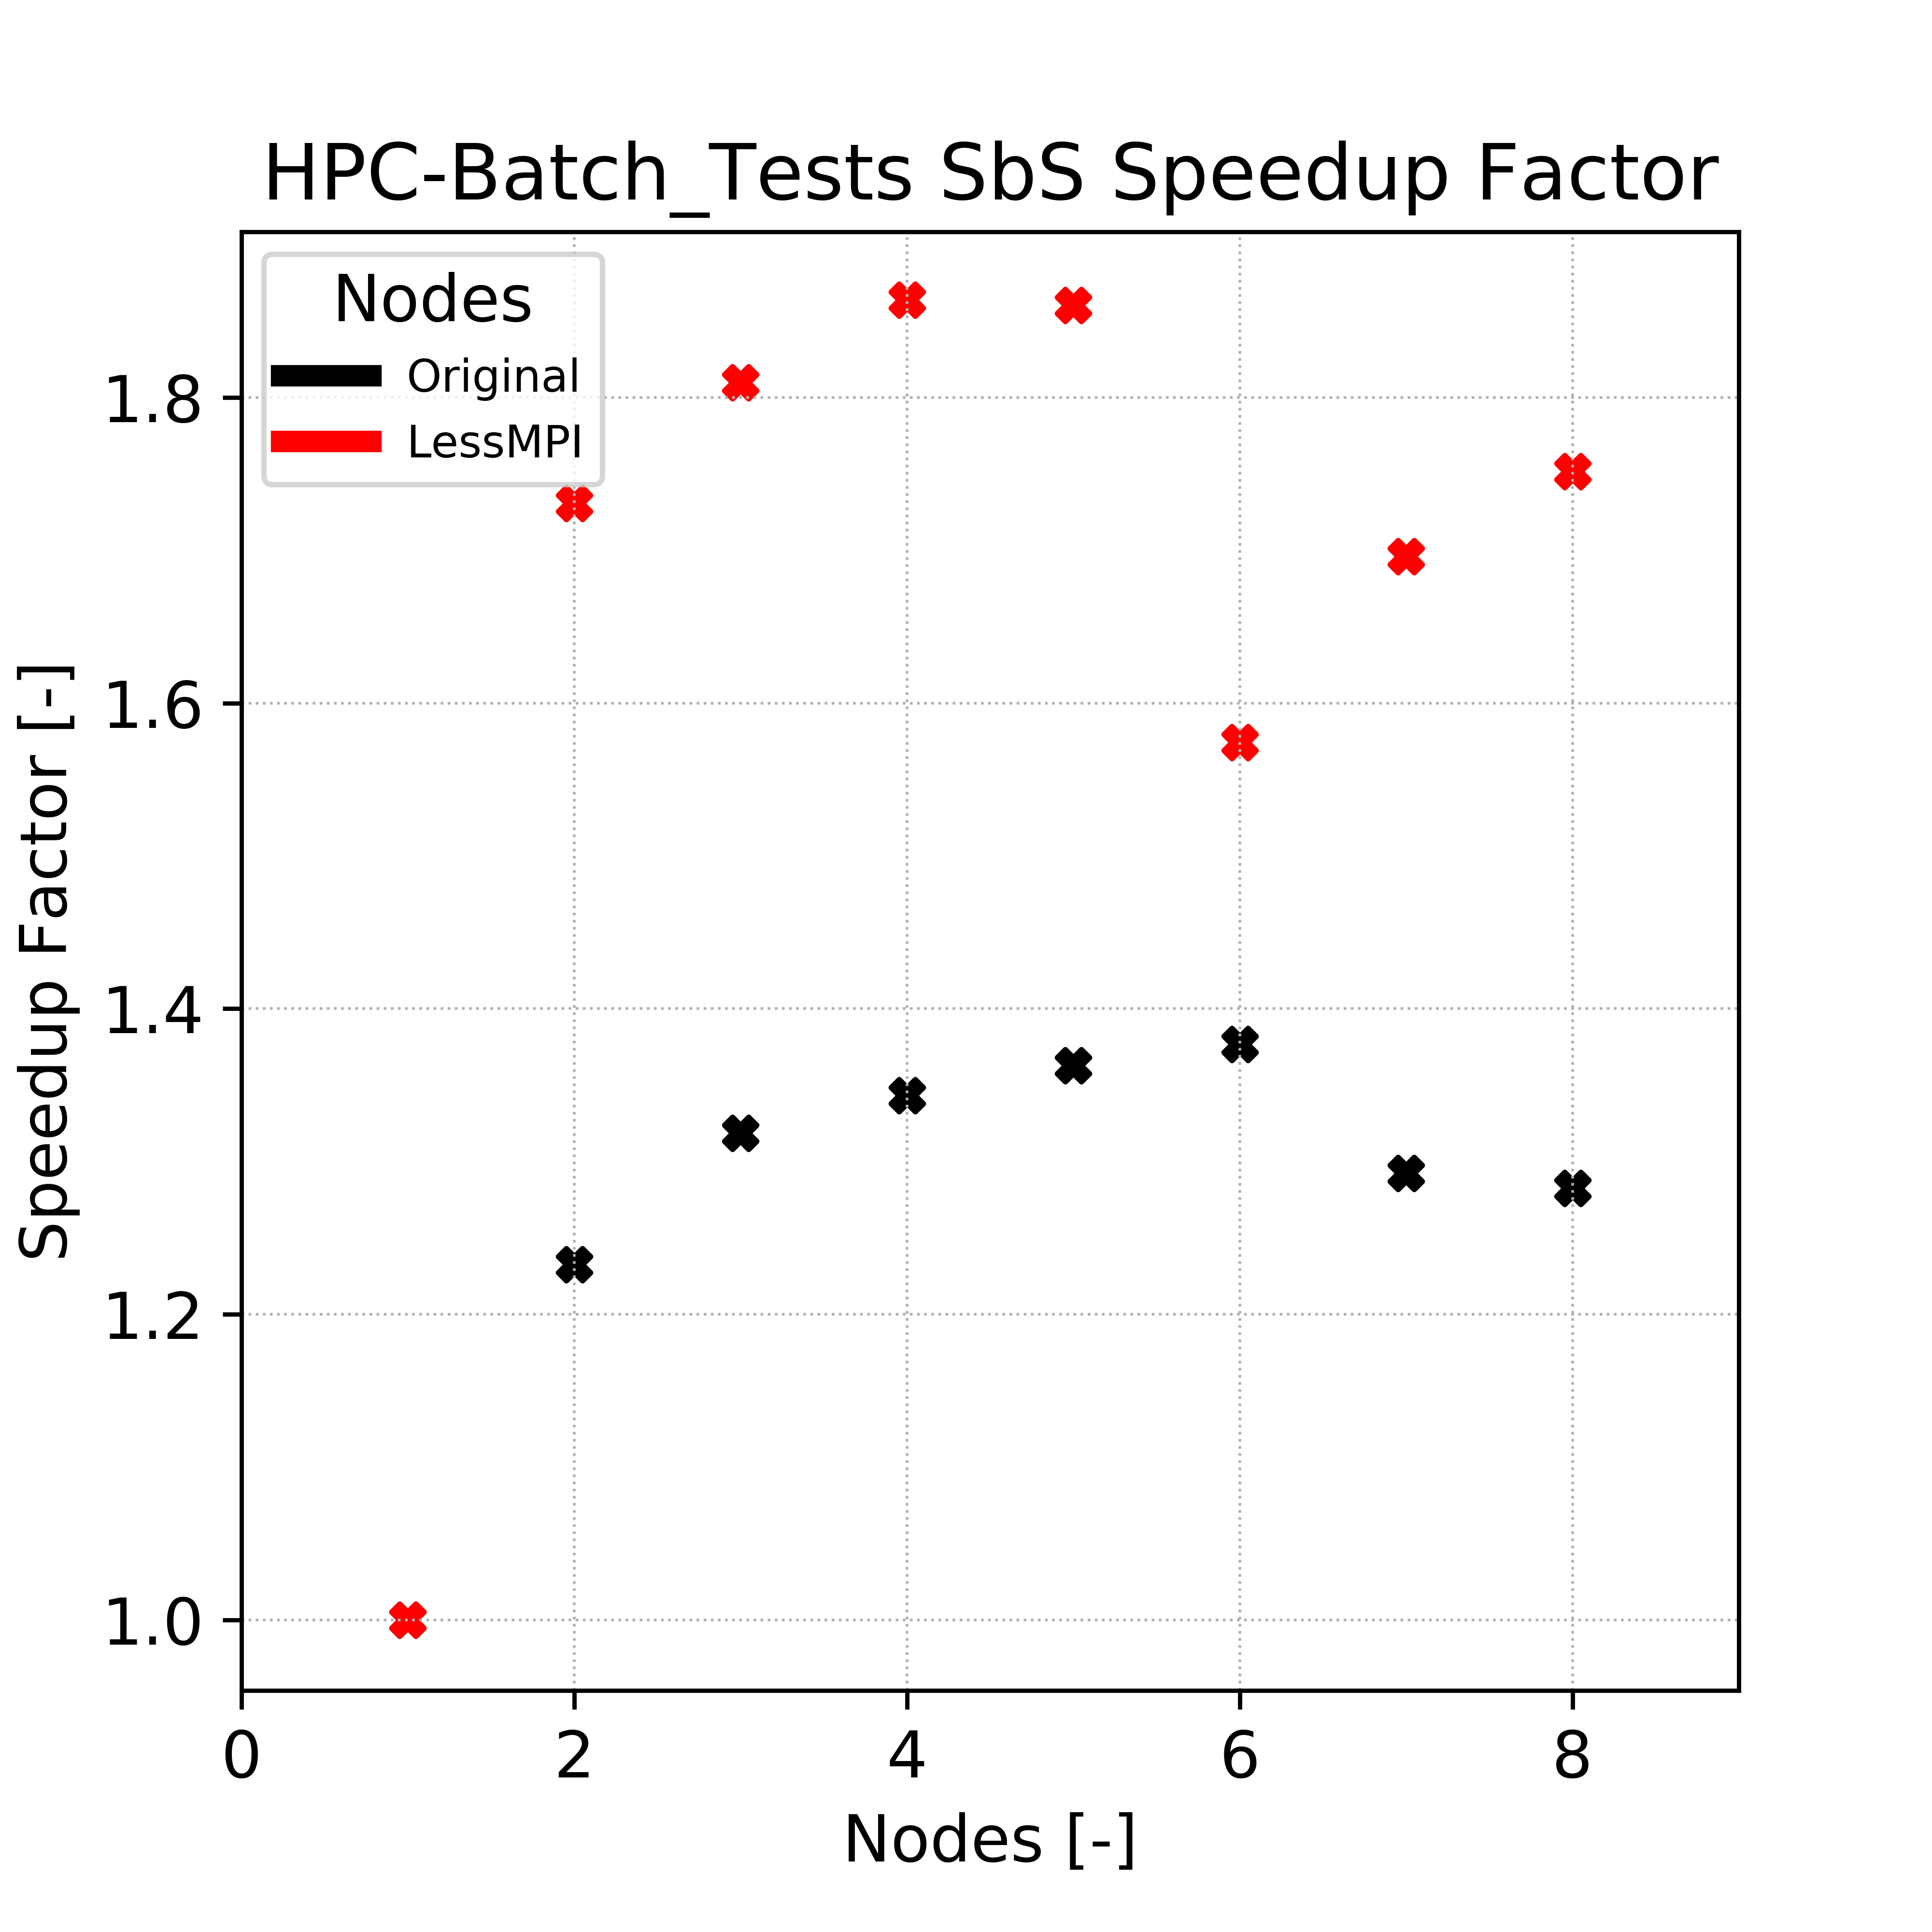 HPC-Batch_Tests SbS Speedup Factor
Nodes
Original
LessMPI
Speedup Factor [-]
1.8
1.6
1.4
1.2
1.0
0 2 4 6 8
Nodes [-]